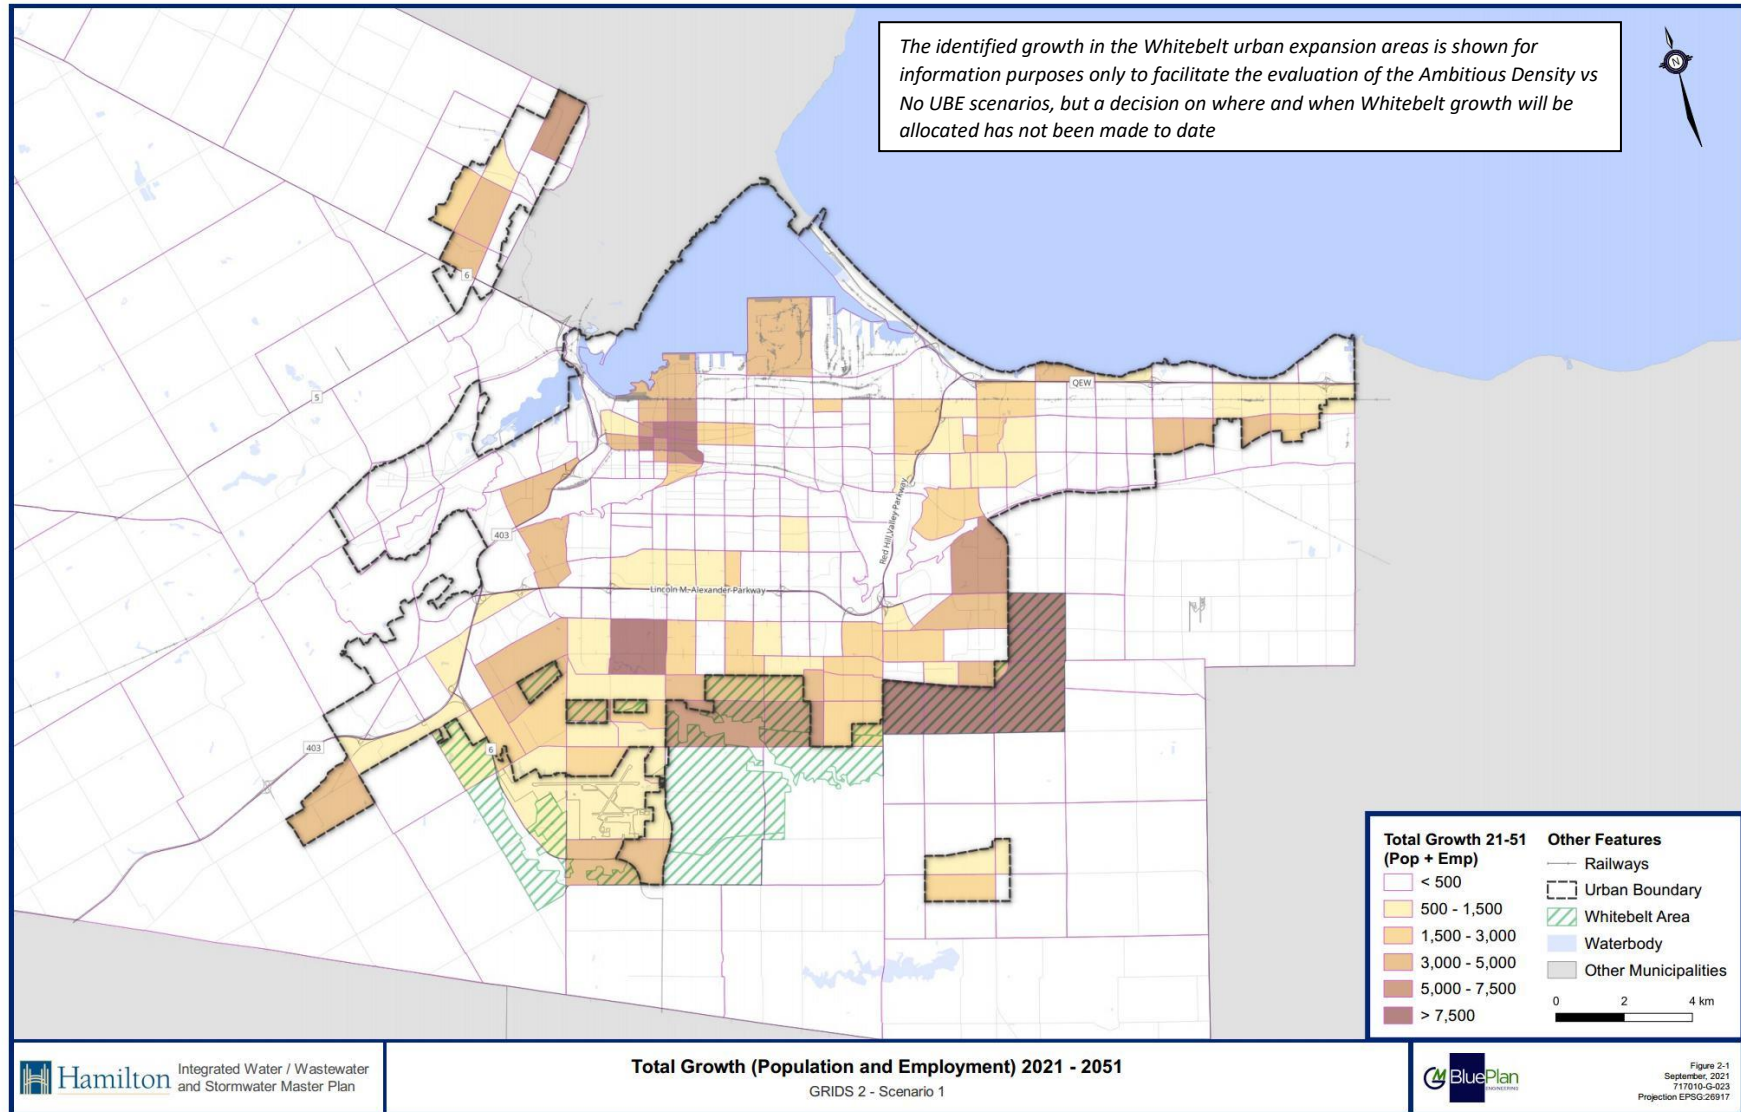 The identified growth in the Whitebelt urban expansion areas is shown for
information purposes only to facilitate the evaluation of the Ambitious Density vs
No UBE scenarios, but a decision on where and when Whitebelt growth will be
allocated has not been made to date
N
6
5
QEW
403
Red Hill Valley Parkway
Lincoln M. Alexander Parkway
403
6
Total Growth 21-51
(Pop + Emp)
< 500
500 - 1,500
1,500 - 3,000
3,000 - 5,000
5,000 - 7,500
> 7,500
Other Features
Railways
Urban Boundary
Whitebelt Area
Waterbody
Other Municipalities
0 2 4 km
Hamilton
Integrated Water / Wastewater
and Stormwater Master Plan
Total Growth (Population and Employment) 2021 - 2051
GRIDS 2 - Scenario 1
GM BluePlan
ENGINEERING
Figure 2-1
September, 2021
717010-G-023
Projection EPSG:26917